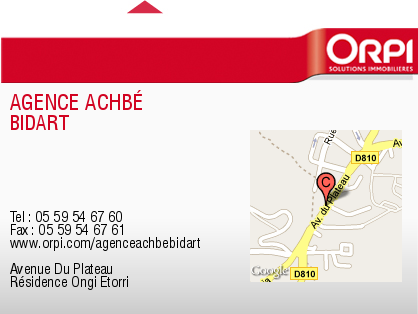 ORPI
SOLUTIONS IMMOBILIÈRES
AGENCE ACHBÉ
BIDART
Tel : 05 59 54 67 60
Fax : 05 59 54 67 61
www.orpi.com/agenceachbebidart
Avenue Du Plateau
Résidence Ongi Etorri
Rue
Av
D810
C
Av. du Plateau
Google
D810